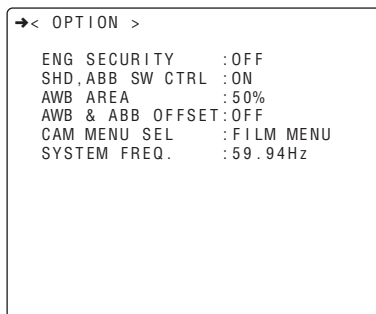 ➔< OPTION >
ENG SECURITY :OFF
SHD,ABB SW CTRL :ON
AWB AREA :50%
AWB & ABB OFFSET:OFF
CAM MENU SEL :FILM MENU
SYSTEM FREQ. :59.94Hz